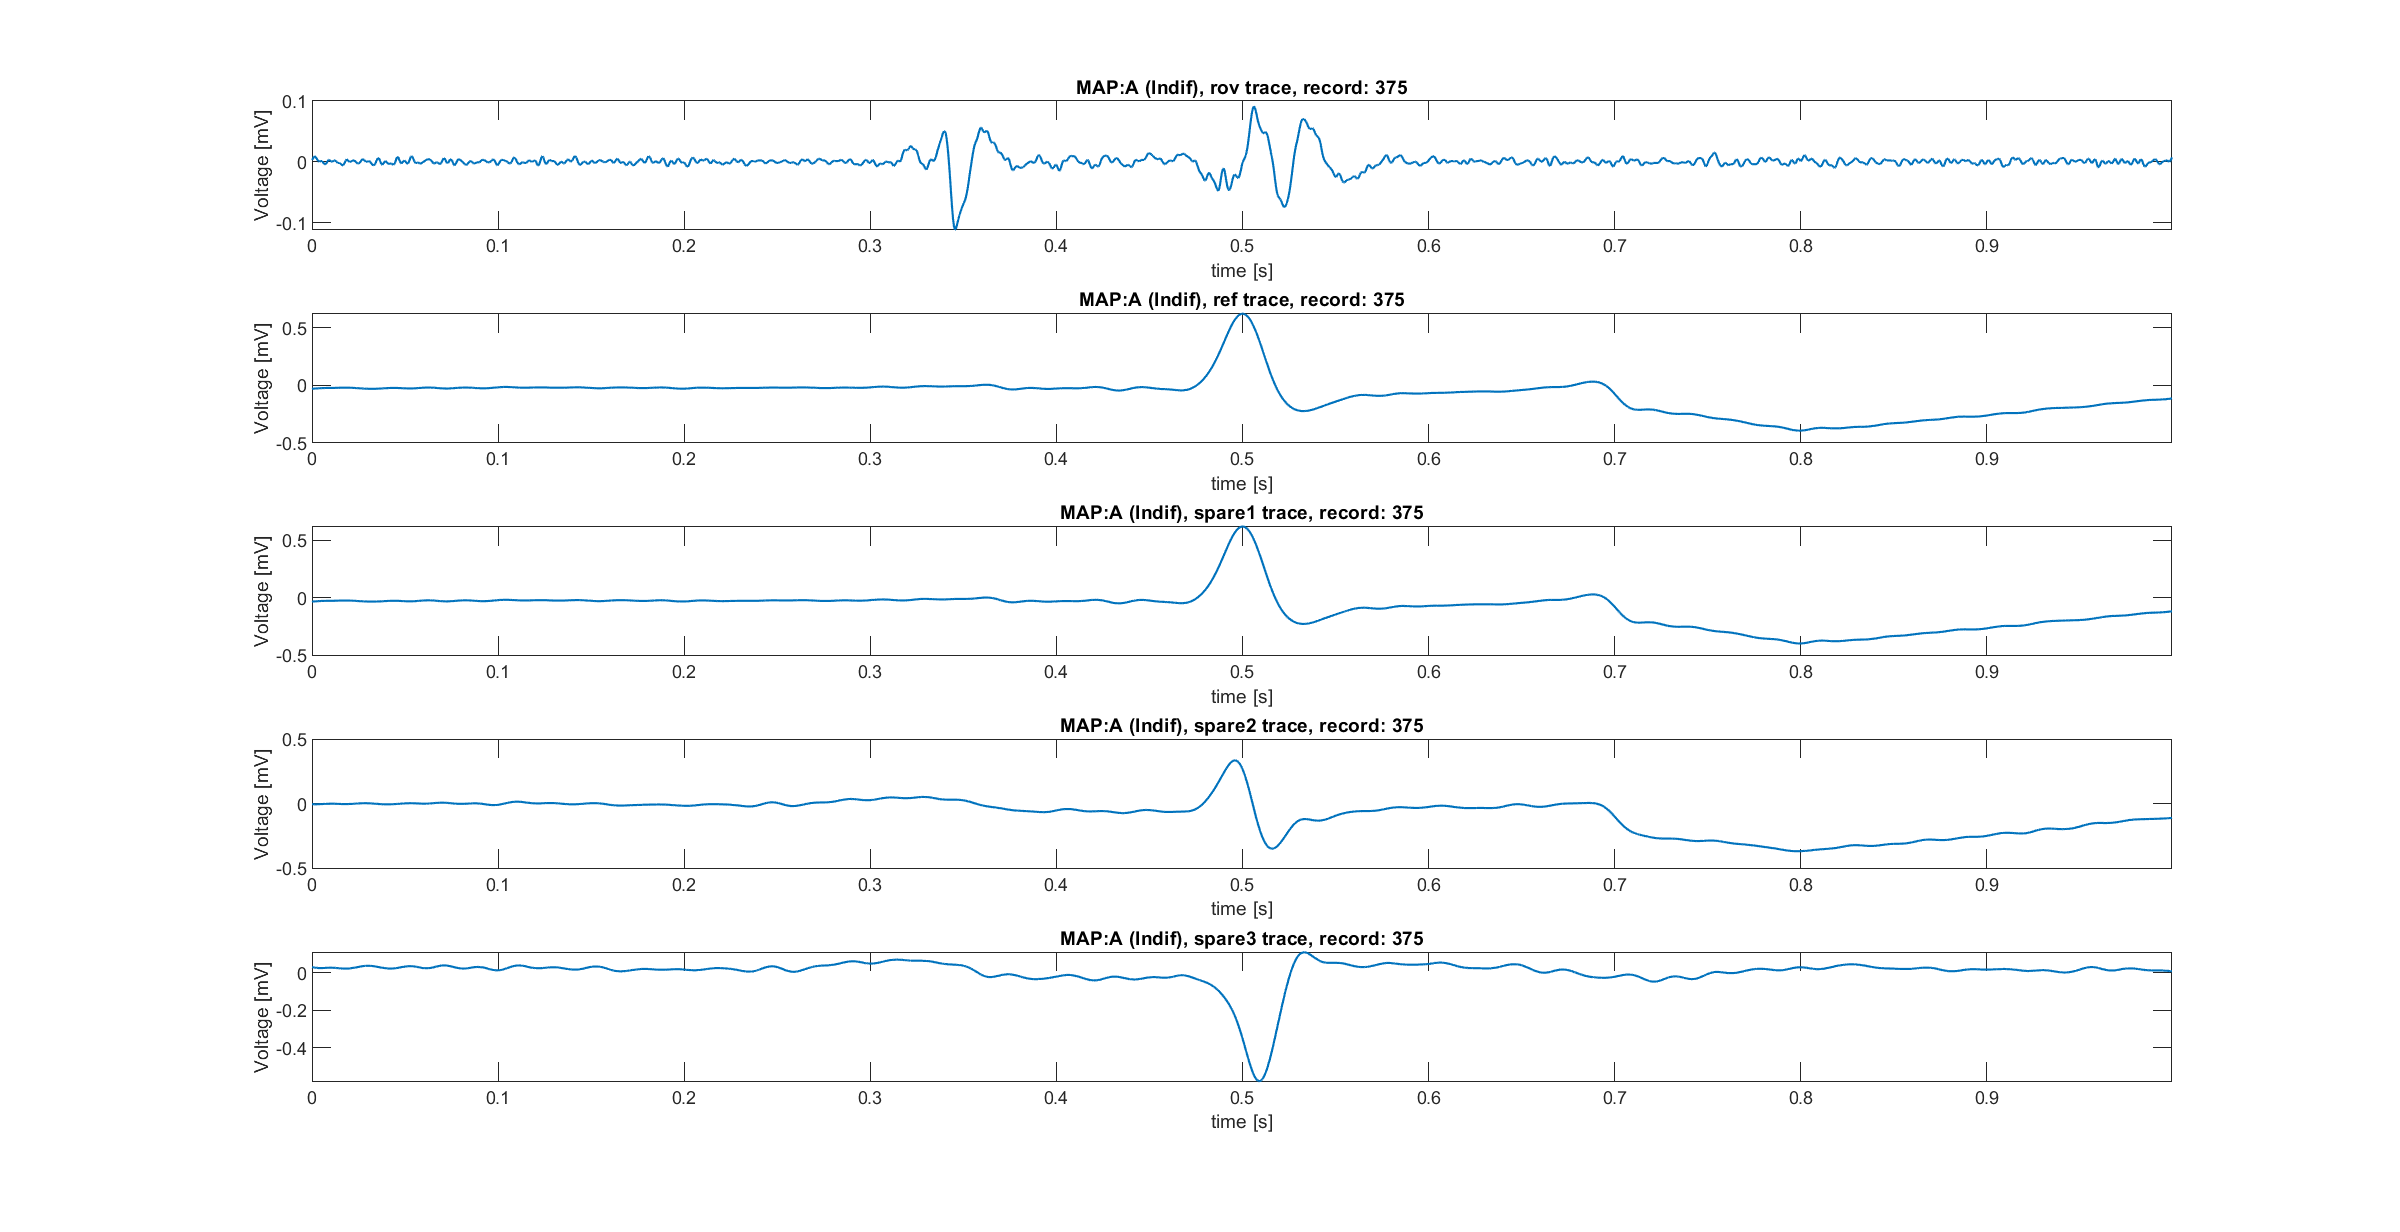 MAP:A (Indif), rov trace, record: 375
Voltage [mV]
0.1
0
-0.1
0 0.1 0.2 0.3 0.4 0.5 0.6 0.7 0.8 0.9
time [s]
MAP:A (Indif), ref trace, record: 375
Voltage [mV]
0.5
0
-0.5
0 0.1 0.2 0.3 0.4 0.5 0.6 0.7 0.8 0.9
time [s]
MAP:A (Indif), spare1 trace, record: 375
Voltage [mV]
0.5
0
-0.5
0 0.1 0.2 0.3 0.4 0.5 0.6 0.7 0.8 0.9
time [s]
MAP:A (Indif), spare2 trace, record: 375
Voltage [mV]
0.5
0
-0.5
0 0.1 0.2 0.3 0.4 0.5 0.6 0.7 0.8 0.9
time [s]
MAP:A (Indif), spare3 trace, record: 375
Voltage [mV]
0
-0.2
-0.4
0 0.1 0.2 0.3 0.4 0.5 0.6 0.7 0.8 0.9
time [s]